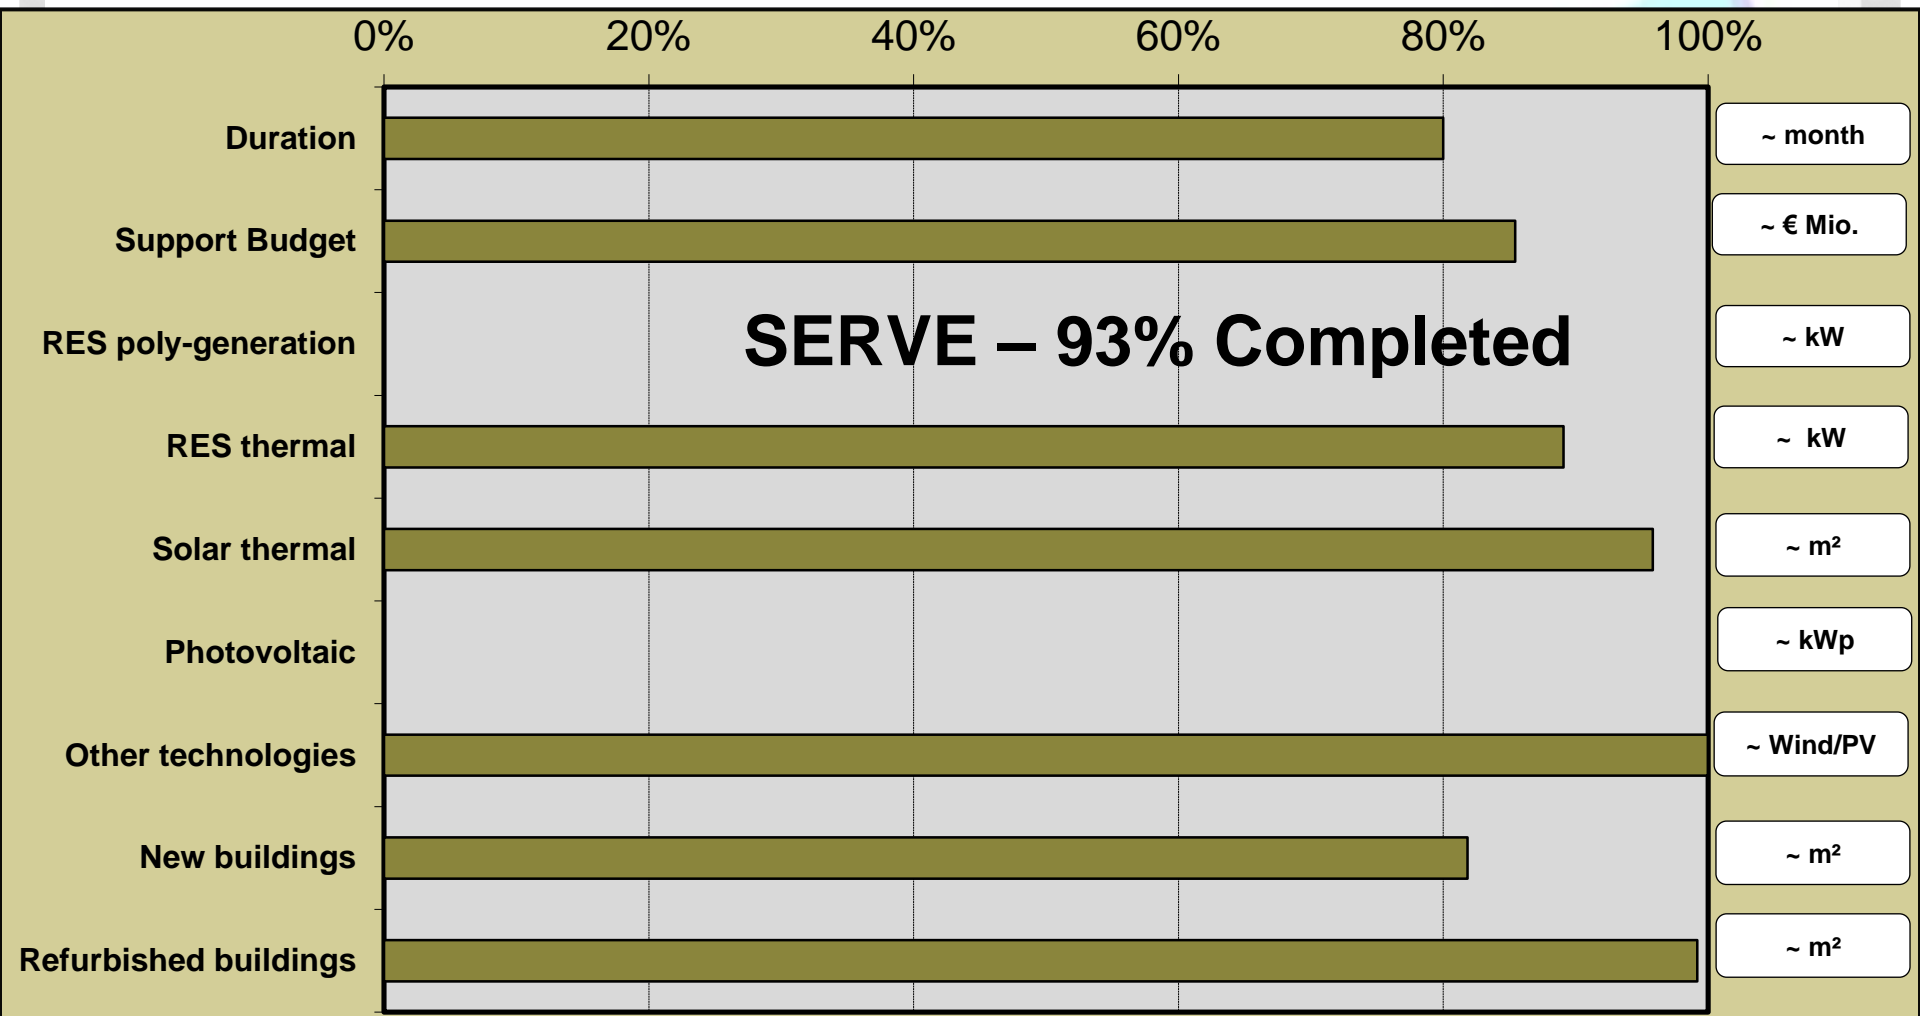 0% 20% 40% 60% 80% 100%
Duration ~ month
Support Budget ~ € Mio.
RES poly-generation SERVE – 93% Completed ~ kW
RES thermal ~ kW
Solar thermal ~ m²
Photovoltaic ~ kWp
Other technologies ~ Wind/PV
New buildings ~ m²
Refurbished buildings ~ m²